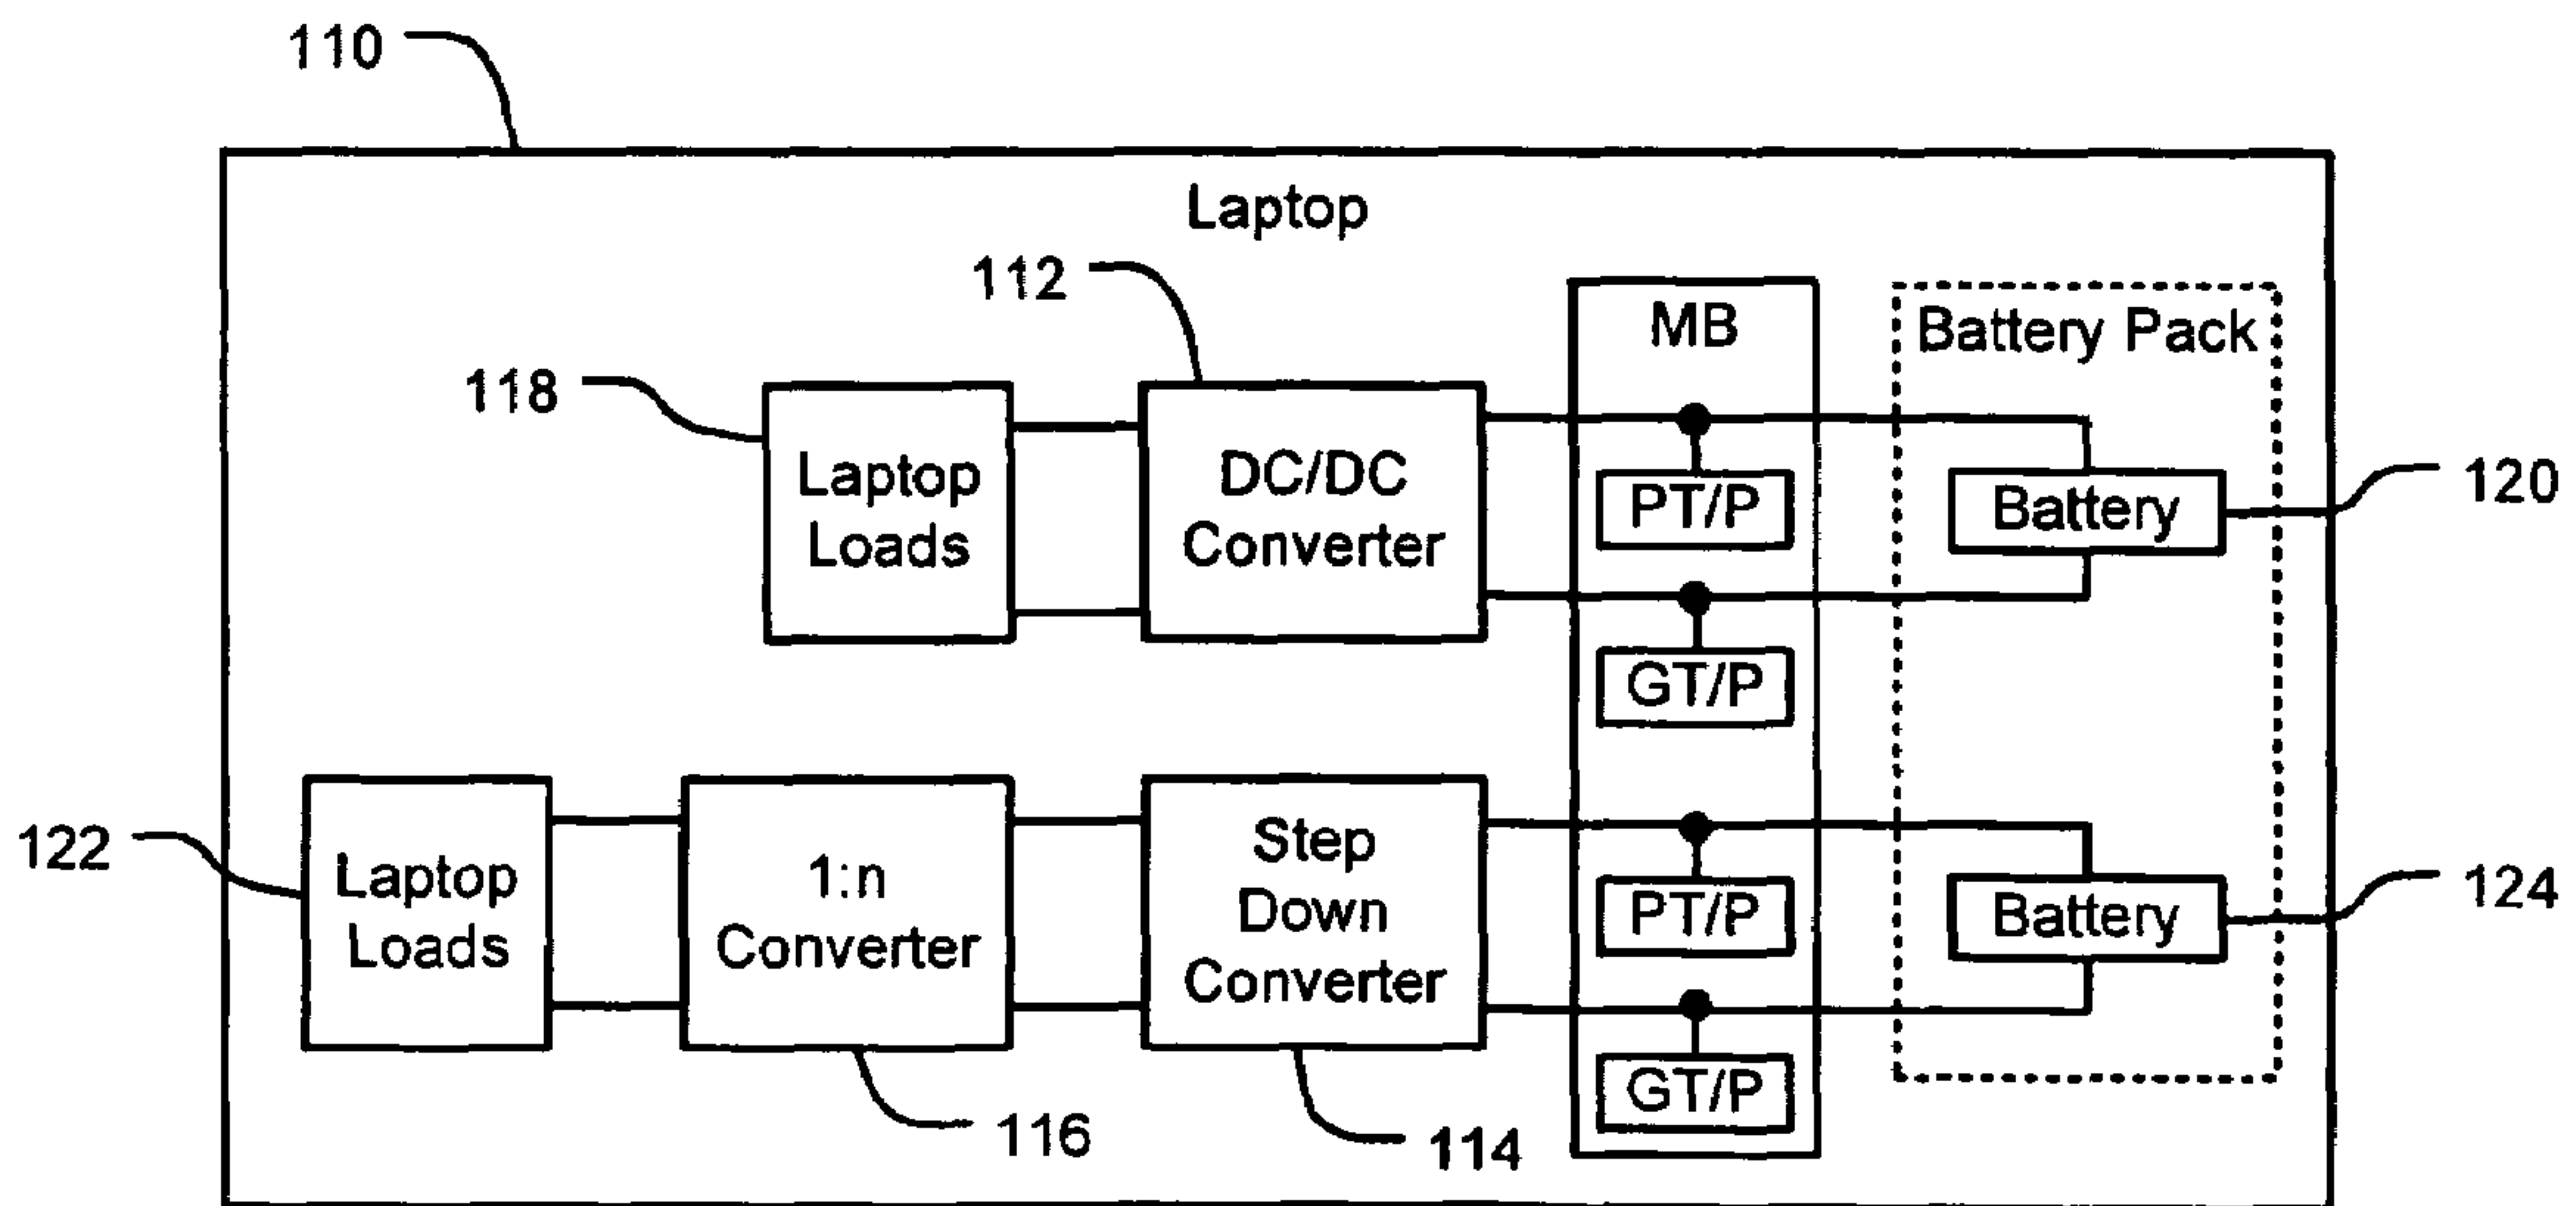 110
Laptop
112
MB
Battery Pack
118
Laptop
Loads
DC/DC
Converter
PT/P
Battery
120
GT/P
122
Laptop
Loads
1:n
Converter
Step
Down
Converter
PT/P
Battery
124
GT/P
116
114